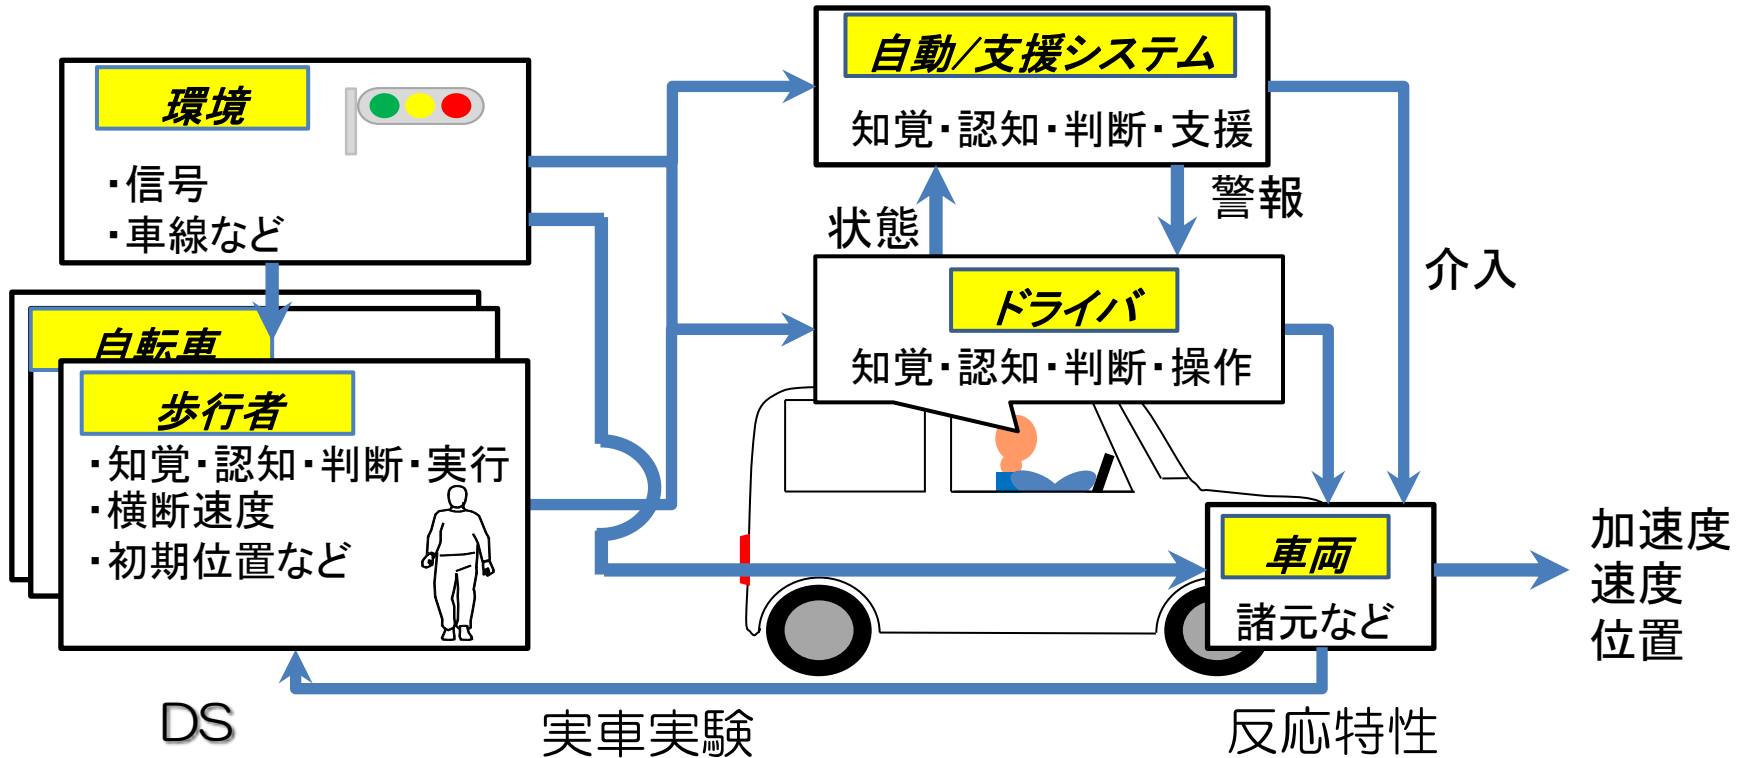 環境
・信号
・車線など
自転車
歩行者
・知覚・認知・判断・実行
・横断速度
・初期位置など
自動/支援システム
知覚・認知・判断・支援
状態
警報
介入
ドライバ
知覚・認知・判断・操作
車両
諸元など
加速度
速度
位置
DS
実車実験
反応特性